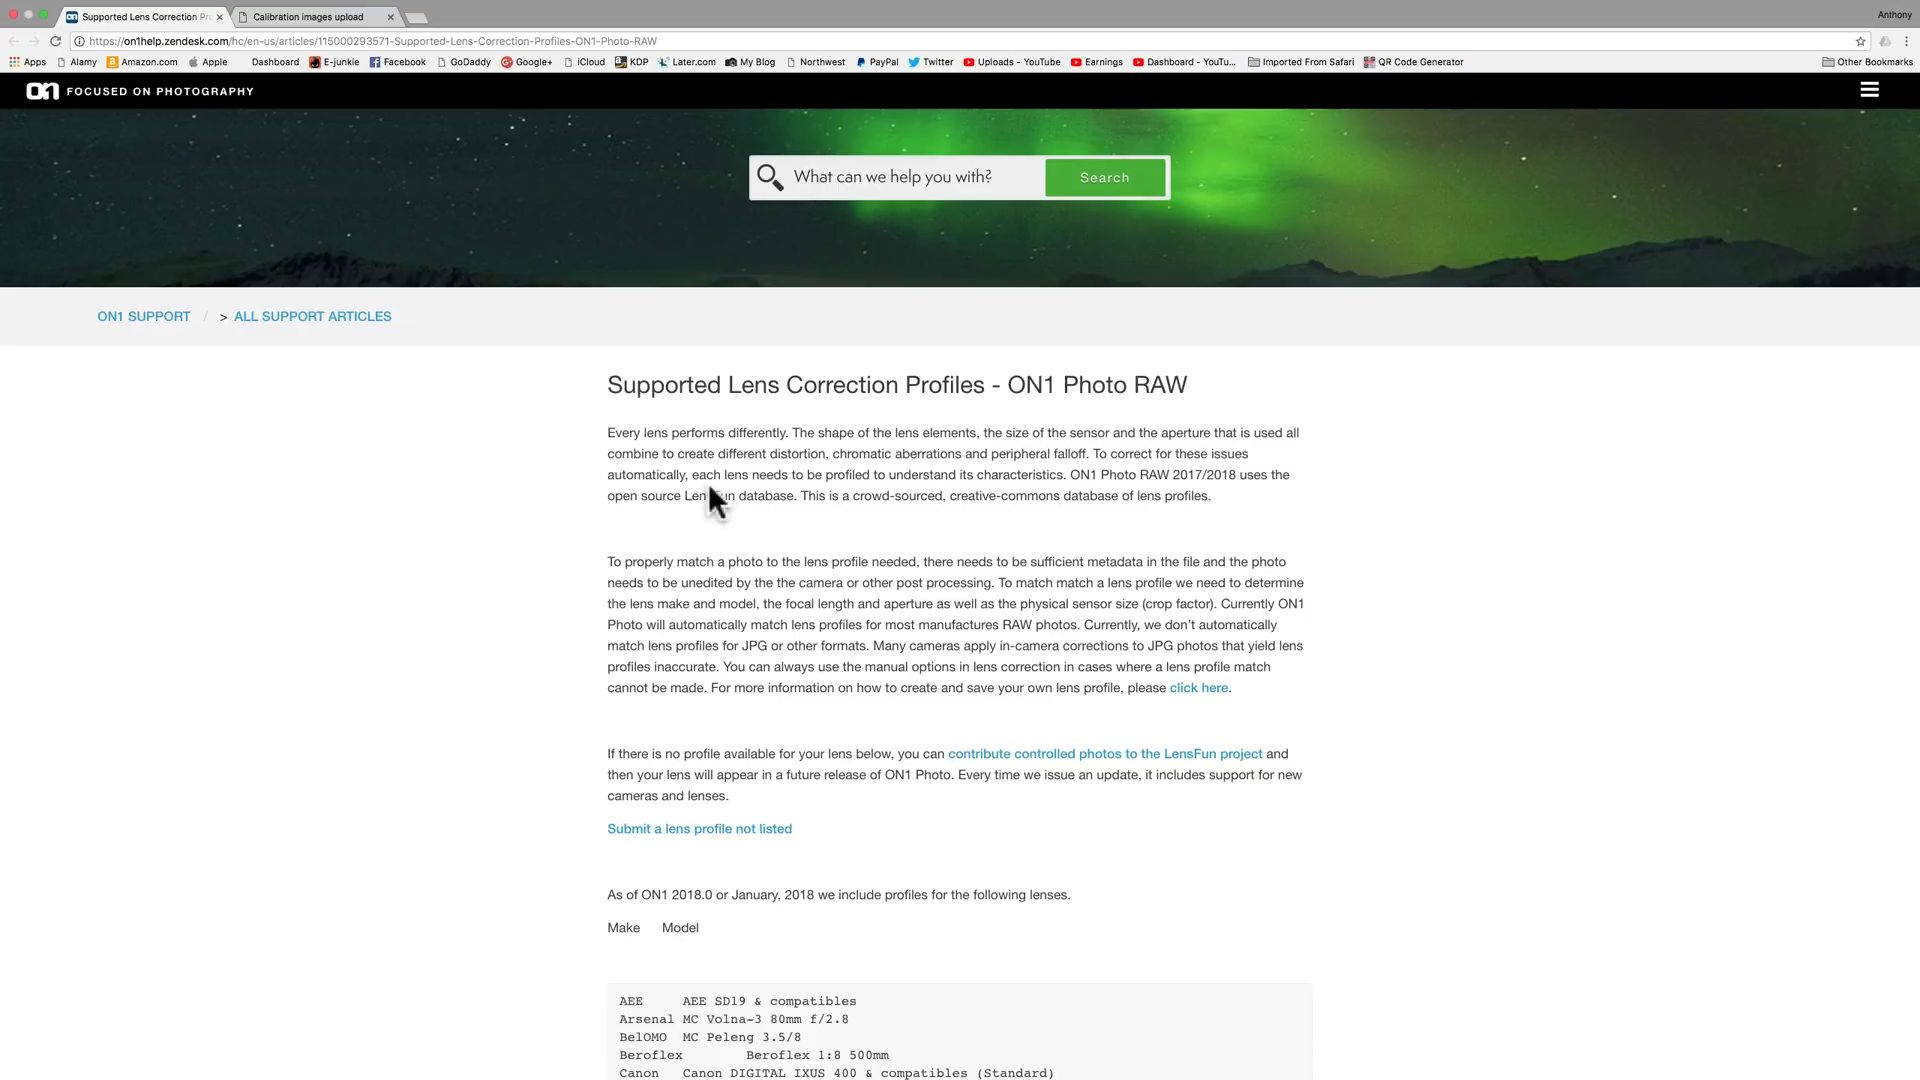 Supported Lens Correction Pr
Calibration images upload
Anthony
https://on1help.zendesk.com/hc/en-us/articles/115000293571-Supported-Lens-Correction-Profiles-ON1-Photo-RAW
Apps Alamy Amazon.com Apple Dashboard E-junkie Facebook GoDaddy Google+ iCloud KDP Later.com My Blog Northwest PayPal Twitter Uploads - YouTube Earnings Dashboard - YouTu... Imported From Safari QR Code Generator Other Bookmarks
on1 FOCUSED ON PHOTOGRAPHY
What can we help you with? Search
ON1 SUPPORT / > ALL SUPPORT ARTICLES
Supported Lens Correction Profiles - ON1 Photo RAW
Every lens performs differently. The shape of the lens elements, the size of the sensor and the aperture that is used all
combine to create different distortion, chromatic aberrations and peripheral falloff. To correct for these issues
automatically, each lens needs to be profiled to understand its characteristics. ON1 Photo RAW 2017/2018 uses the
open source database. This is a crowd-sourced, creative-commons database of lens profiles.
To properly match a photo to the lens profile needed, there needs to be sufficient metadata in the file and the photo
needs to be unedited by the the camera or other post processing. To match match a lens profile we need to determine
the lens make and model, the focal length and aperture as well as the physical sensor size (crop factor). Currently ON1
Photo will automatically match lens profiles for most manufactures RAW photos. Currently, we don't automatically
match lens profiles for JPG or other formats. Many cameras apply in-camera corrections to JPG photos that yield lens
profiles inaccurate. You can always use the manual options in lens correction in cases where a lens profile match
cannot be made. For more information on how to create and save your own lens profile, please click here.
If there is no profile available for your lens below, you can contribute controlled photos to the LensFun project and
then your lens will appear in a future release of ON1 Photo. Every time we issue an update, it includes support for new
cameras and lenses.
Submit a lens profile not listed
As of ON1 2018.0 or January, 2018 we include profiles for the following lenses.
Make Model
AEE AEE SD19 & compatibles
Arsenal MC Volna-3 80mm f/2.8
BelOMO MC Peleng 3.5/8
Beroflex Beroflex 1:8 500mm
Canon Canon DIGITAL IXUS 400 & compatibles (Standard)